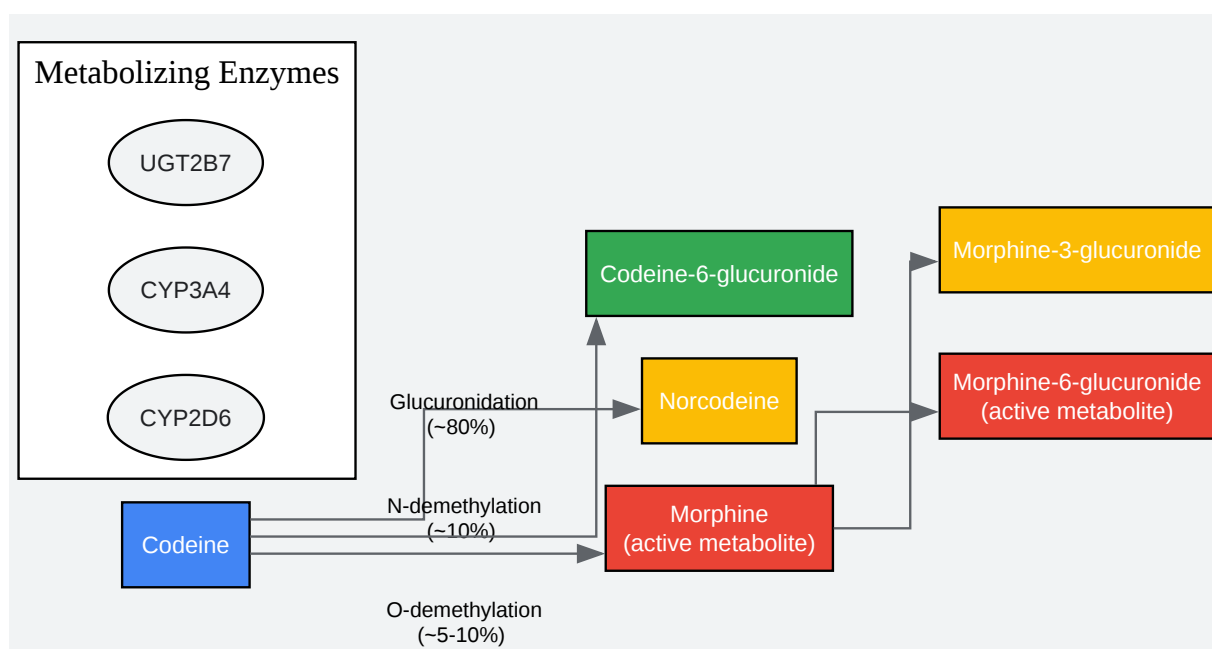 Metabolizing Enzymes
UGT2B7
CYP3A4
CYP2D6
Codeine
Glucuronidation
(~80%)
N-demethylation
(~10%)
O-demethylation
(~5-10%)
Codeine-6-glucuronide
Norcodeine
Morphine
(active metabolite)
Morphine-3-glucuronide
Morphine-6-glucuronide
(active metabolite)